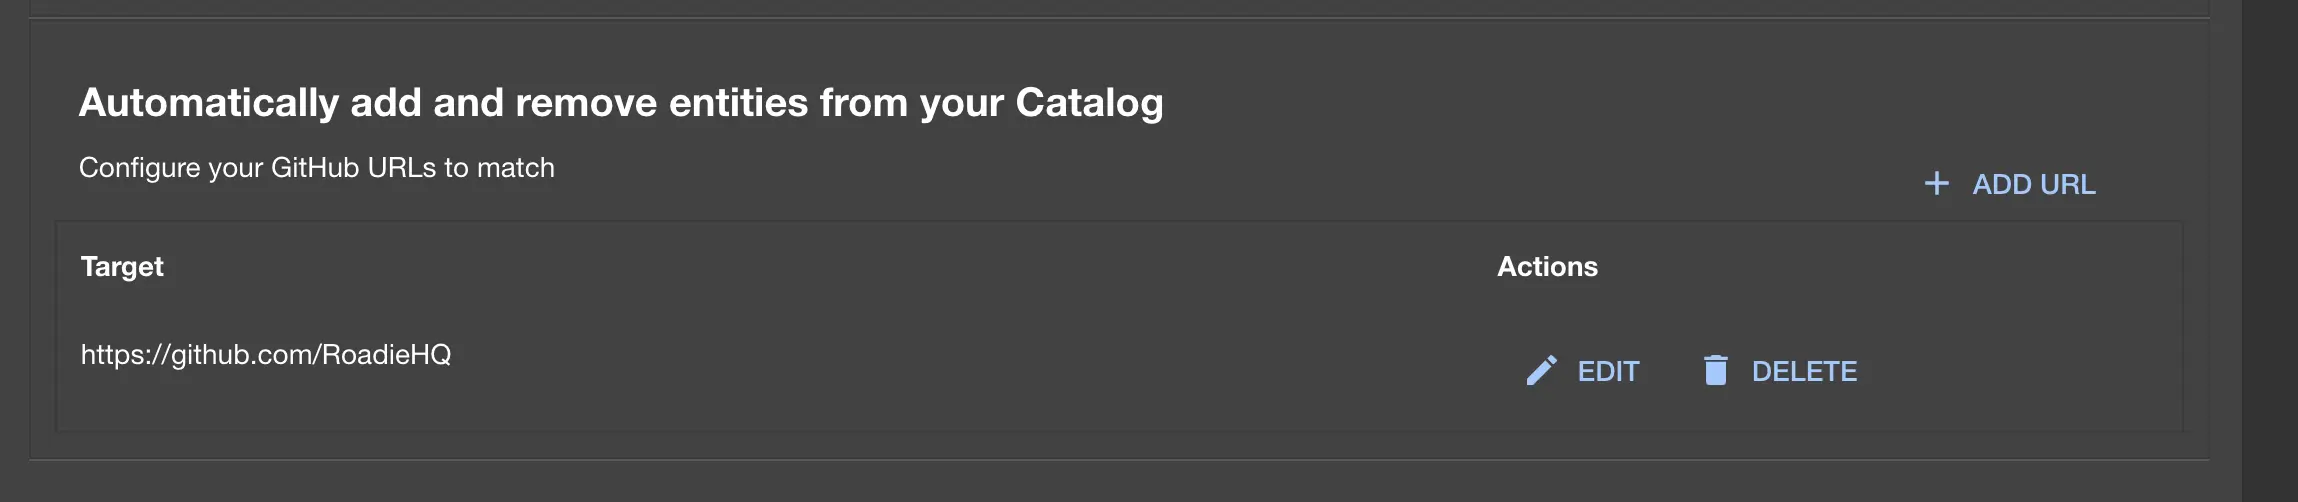 Automatically add and remove entities from your Catalog
Configure your GitHub URLs to match
ADD URL
Target
Actions
https://github.com/RoadieHQ
EDIT
DELETE